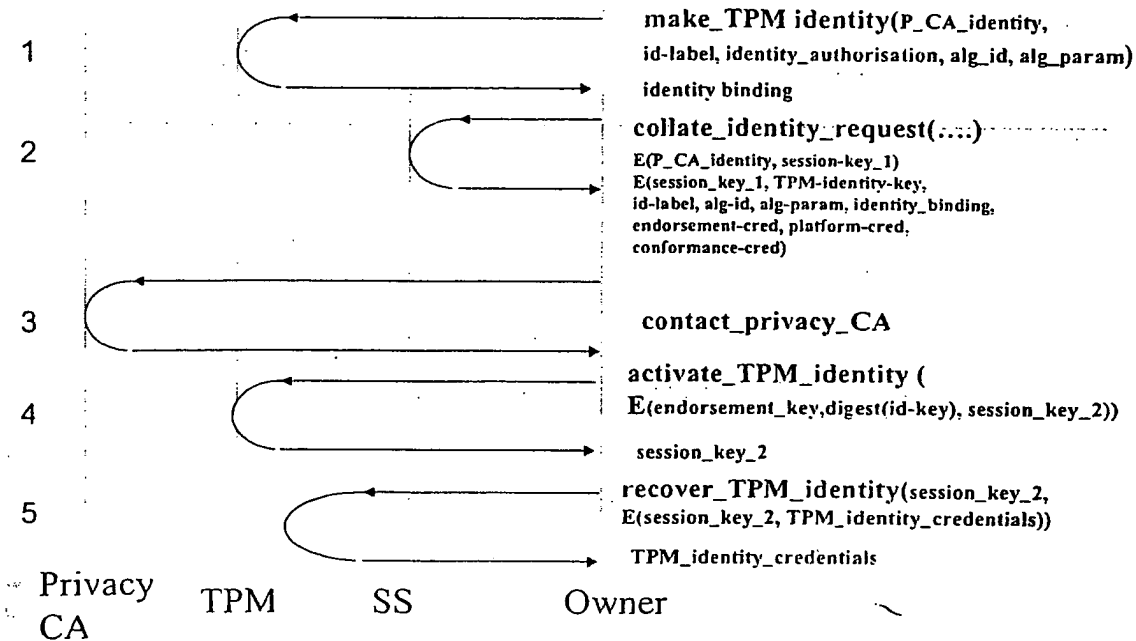 1
make_TPM identity(P_CA_identity,
id-label, identity_authorisation, alg_id, alg_param)
identity binding
2
collate_identity_request(....)
E(P_CA_identity, session-key_1)
E(session_key_1, TPM-identity-key,
id-label, alg-id, alg-param, identity_binding,
endorsement-cred, platform-cred,
conformance-cred)
3
contact_privacy_CA
4
activate_TPM_identity (
E(endorsement_key,digest(id-key), session_key_2))
session_key_2
5
recover_TPM_identity(session_key_2,
E(session_key_2, TPM_identity_credentials))
TPM_identity_credentials
Privacy CA
TPM
SS
Owner